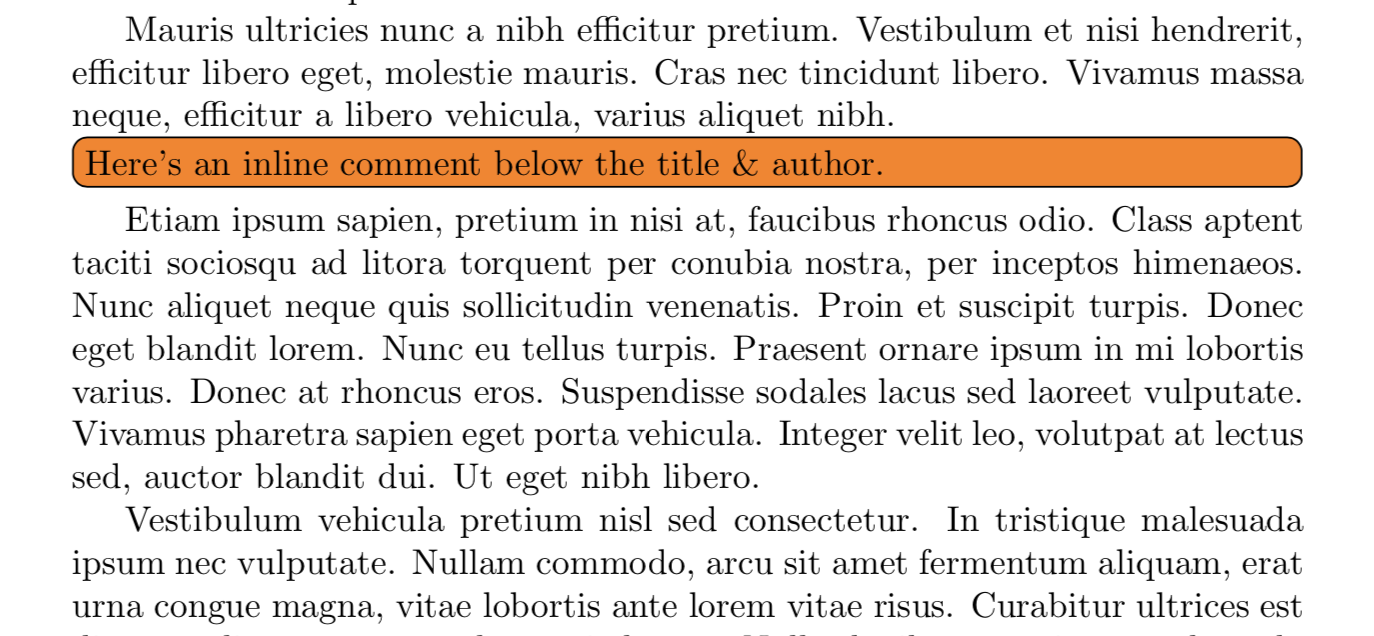 Mauris ultricies nunc a nibh efficitur pretium. Vestibulum et nisi hendrerit,
efficitur libero eget, molestie mauris. Cras nec tincidunt libero. Vivamus massa
neque, efficitur a libero vehicula, varius aliquet nibh.
Here's an inline comment below the title & author.
Etiam ipsum sapien, pretium in nisi at, faucibus rhoncus odio. Class aptent
taciti sociosqu ad litora torquent per conubia nostra, per inceptos himenaeos.
Nunc aliquet neque quis sollicitudin venenatis. Proin et suscipit turpis. Donec
eget blandit lorem. Nunc eu tellus turpis. Praesent ornare ipsum in mi lobortis
varius. Donec at rhoncus eros. Suspendisse sodales lacus sed laoreet vulputate.
Vivamus pharetra sapien eget porta vehicula. Integer velit leo, volutpat at lectus
sed, auctor blandit dui. Ut eget nibh libero.
Vestibulum vehicula pretium nisl sed consectetur. In tristique malesuada
ipsum nec vulputate. Nullam commodo, arcu sit amet fermentum aliquam, erat
urna congue magna, vitae lobortis ante lorem vitae risus. Curabitur ultrices est